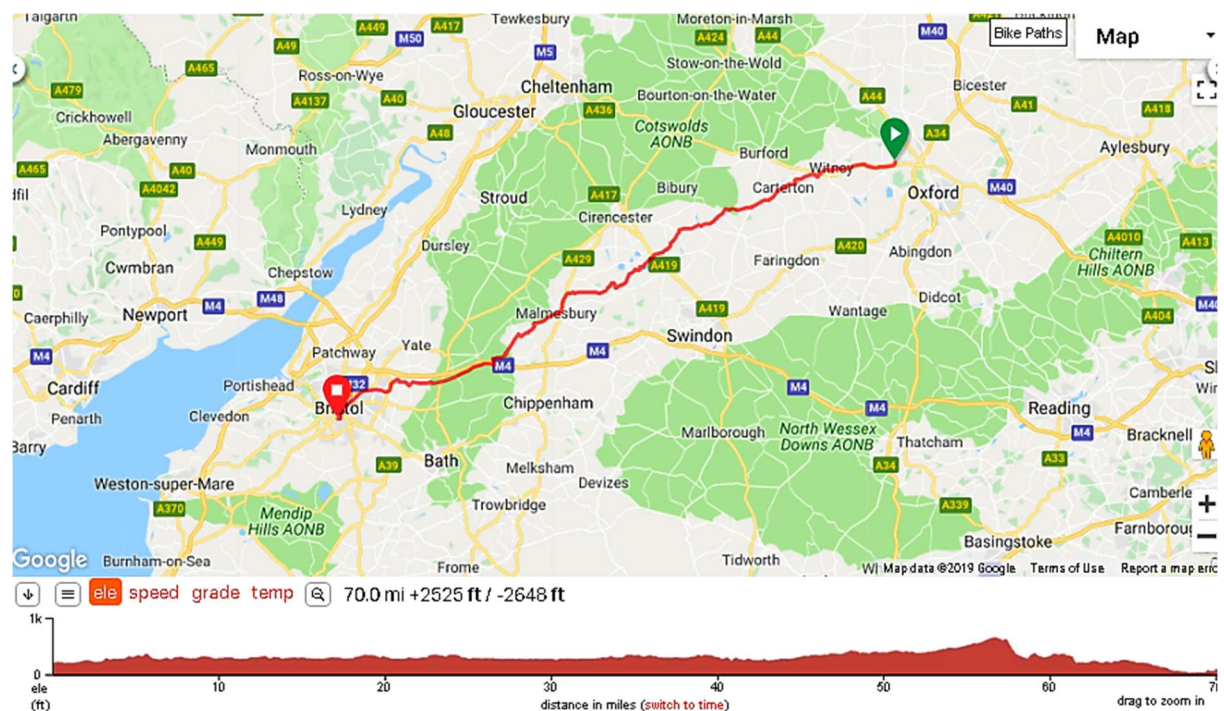 Talgarth
A449
A417
Tewkesbury
Moreton-in-Marsh
M40
Bike Paths
Map
A49
M50
M5
A424
A44
A465
Ross-on-Wye
Stow-on-the-Wold
A479
A4137
A40
Cheltenham
Bourton-on-the-Water
A44
Bicester
A41
A418
Crickhowell
Gloucester
A436
Abergavenny
A48
Cotswolds
AONB
A34
Aylesbury
Monmouth
Burford
A465
A40
Witney
A4042
Stroud
Bibury
Carterton
M40
A417
Oxford
Lydney
Cirencester
Pontypool
A449
Dursley
A420
Abingdon
A4010
A413
A429
A419
Faringdon
Chiltern
Hills AONB
Cwmbran
Chepstow
Didcot
M4
M48
Malmesbury
A419
Wantage
M40
Caerphilly
Newport
A404
Swindon
M4
Patchway
Yate
M4
M4
Cardiff
Portishead
M32
M4
Penarth
Clevedon
Bristol
Chippenham
M4
Reading
Barry
Marlborough
North Wessex
Downs AONB
Thatcham
M4
Bracknell
A39
Bath
A34
A33
Melksham
Weston-super-Mare
Devizes
A370
Trowbridge
A339
Mendip
Hills AONB
Basingstoke
Google
Burnham-on-Sea
Frome
Tidworth
Map data ©2019 Google
Terms of Use
ele speed grade temp 70.0 mi +2525 ft / -2648 ft
1k
0
ele
(ft)
10
20
30
40
50
60
distance in miles (switch to time)
drag to zoom in